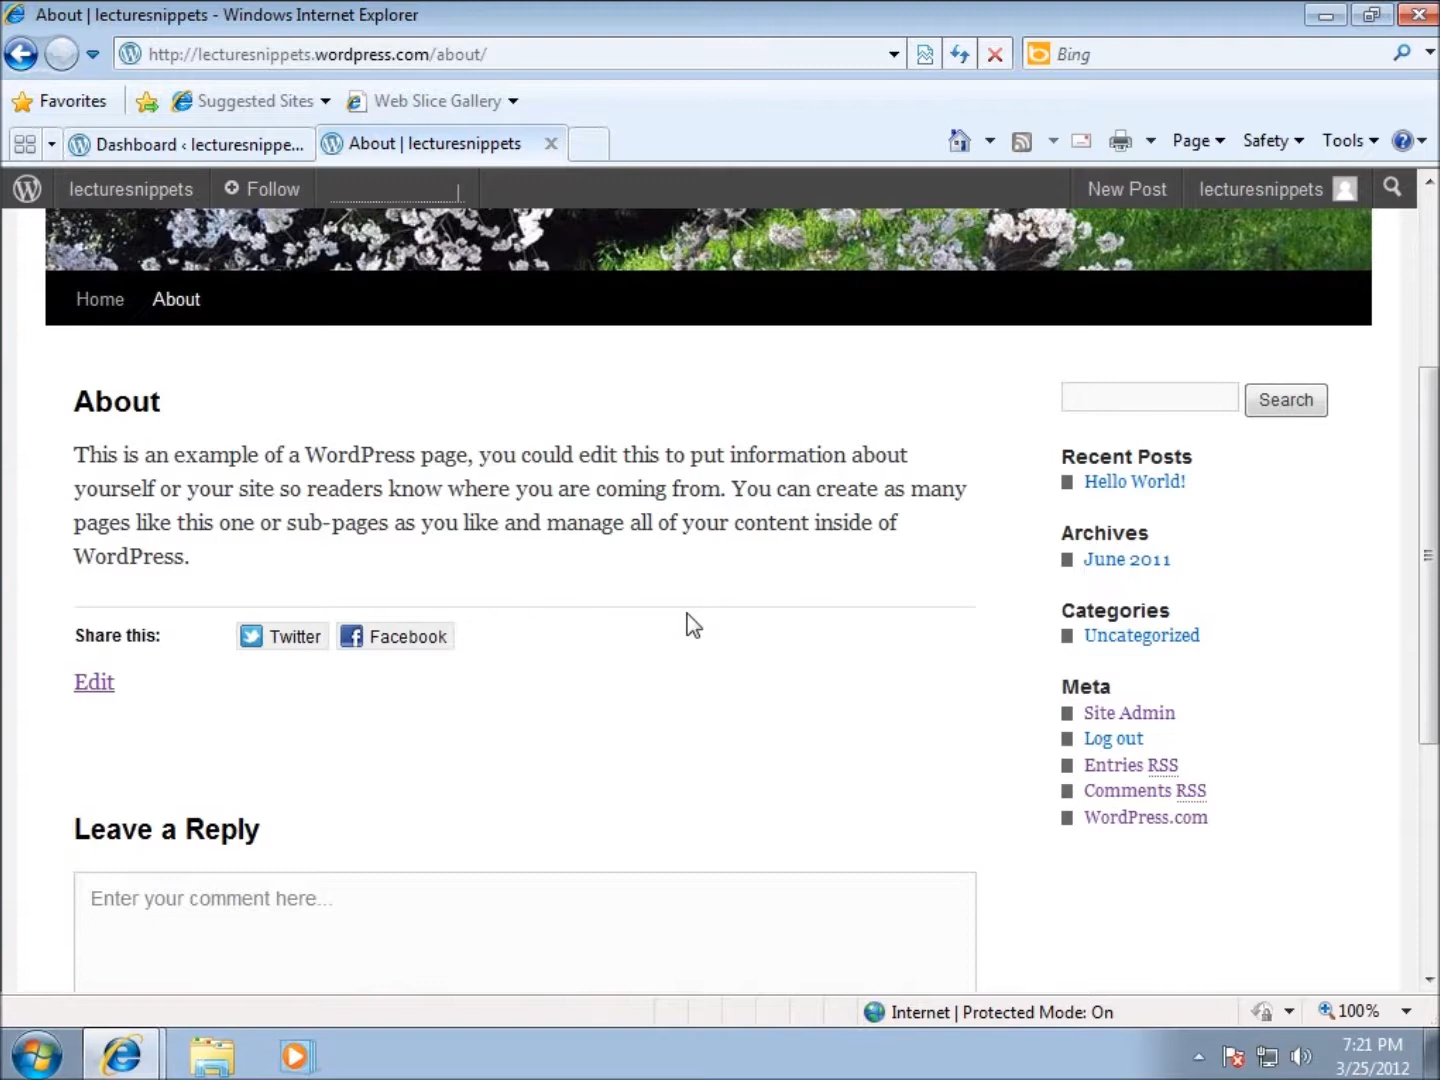 About | lecturesnippets - Windows Internet Explorer
http://lecturesnippets.wordpress.com/about/
Bing
Favorites Suggested Sites Web Slice Gallery
Dashboard ‹ lecturesnippe... About | lecturesnippets Page Safety Tools
lecturesnippets Follow New Post lecturesnippets
Home About
About
This is an example of a WordPress page, you could edit this to put information about
yourself or your site so readers know where you are coming from. You can create as many
pages like this one or sub-pages as you like and manage all of your content inside of
WordPress.
Share this: Twitter Facebook
Edit
Leave a Reply
Enter your comment here...
Search
Recent Posts
Hello World!
Archives
June 2011
Categories
Uncategorized
Meta
Site Admin
Log out
Entries RSS
Comments RSS
WordPress.com
Internet | Protected Mode: On 100%
7:21 PM
3/25/2012